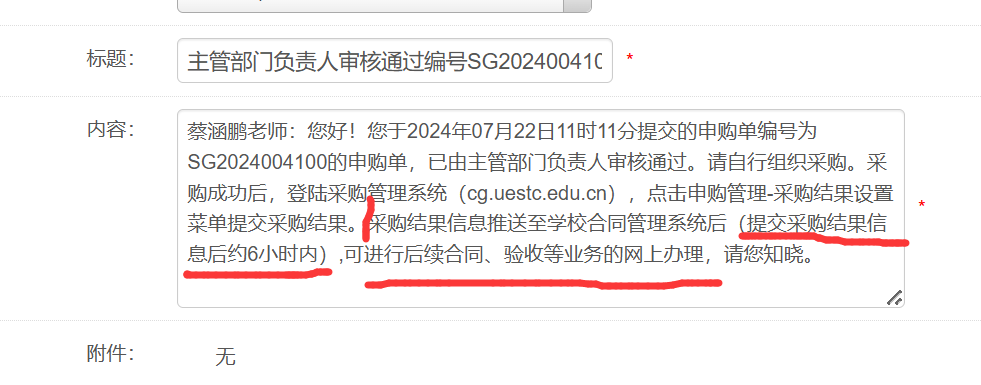 标题：
主管部门负责人审核通过编号SG202400410
*
内容：
蔡涵鹏老师：您好！您于2024年07月22日11时11分提交的申购单编号为
SG2024004100的申购单，已由主管部门负责人审核通过。请自行组织采购。采
购成功后，登陆采购管理系统（cg.uestc.edu.cn），点击申购管理-采购结果设置
菜单提交采购结果。采购结果信息推送至学校合同管理系统后（提交采购结果信
息后约6小时内）,可进行后续合同、验收等业务的网上办理，请您知晓。
*
附件：
无